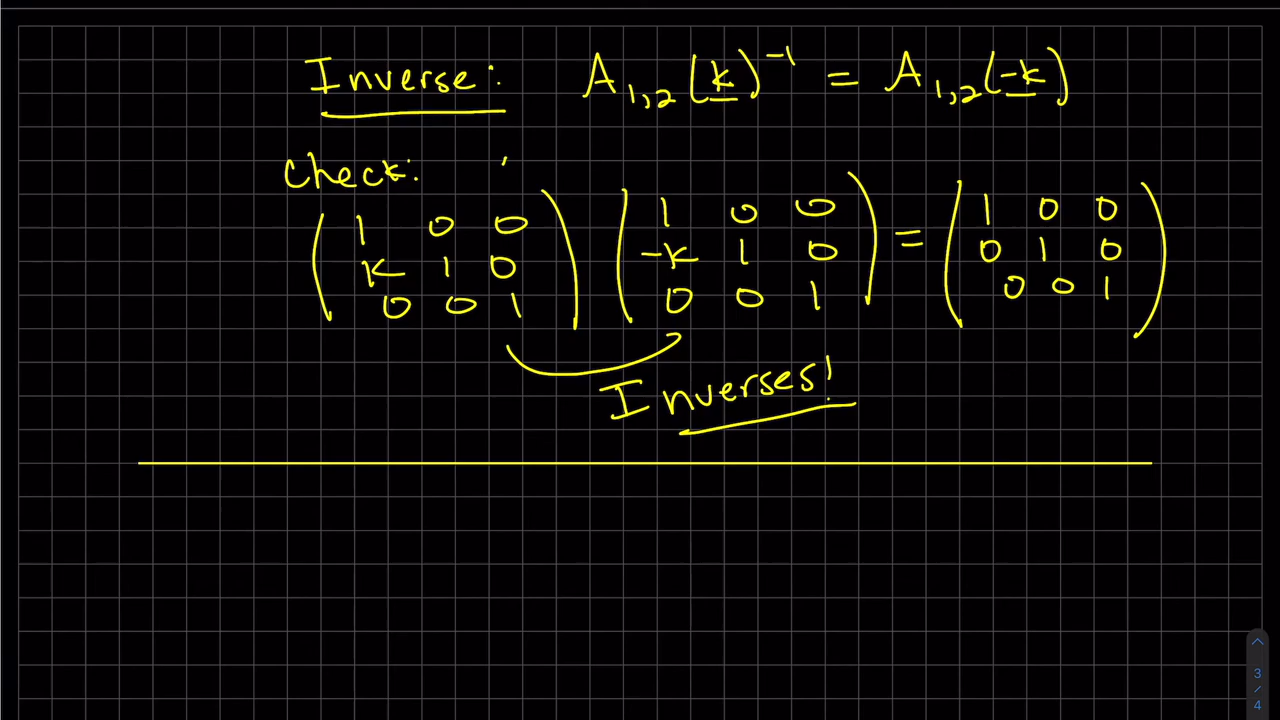 Inverse: A₁,₂(k)⁻¹ = A₁,₂(-k)
Check:
(1 0 0) (1 0 0) = (1 0 0)
(k 1 0) (-k 1 0) (0 1 0)
(0 0 1) (0 0 1) (0 0 1)
Inverses!
3
/
4